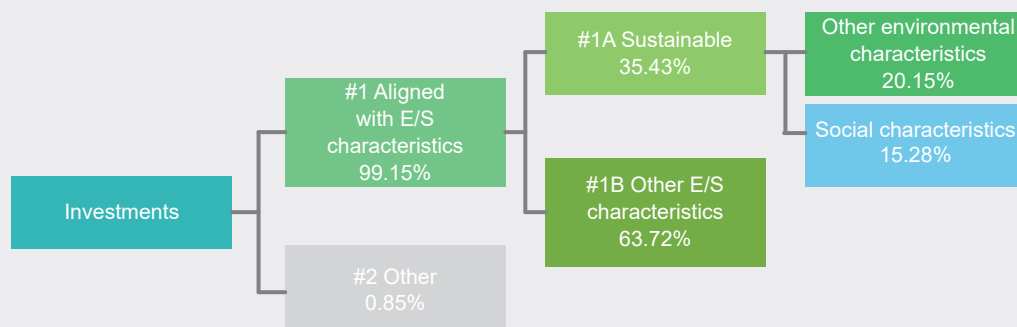 Investments
#1 Aligned
with E/S
characteristics
99.15%
#2 Other
0.85%
#1A Sustainable
35.43%
#1B Other E/S
characteristics
63.72%
Other environmental
characteristics
20.15%
Social characteristics
15.28%